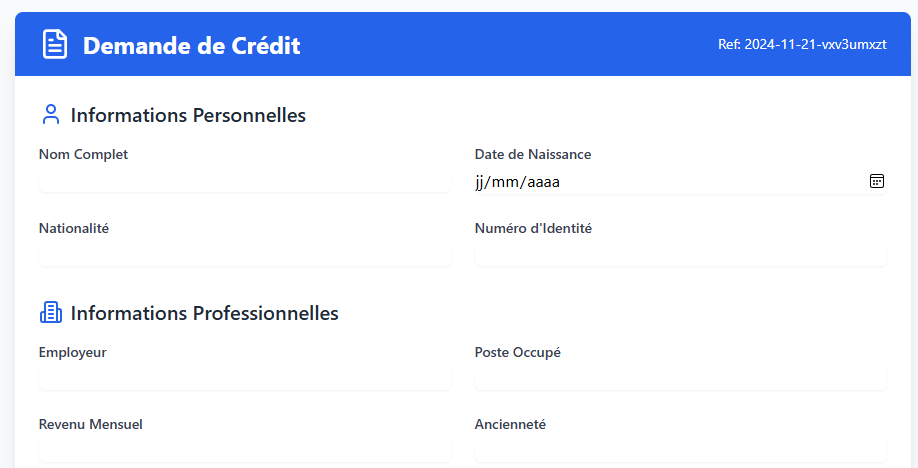 Demande de Crédit
Ref: 2024-11-21-vxv3umxzt
Informations Personnelles
Nom Complet
Date de Naissance
jj/mm/aaaa
Nationalité
Numéro d'Identité
Informations Professionnelles
Employeur
Poste Occupé
Revenu Mensuel
Ancienneté